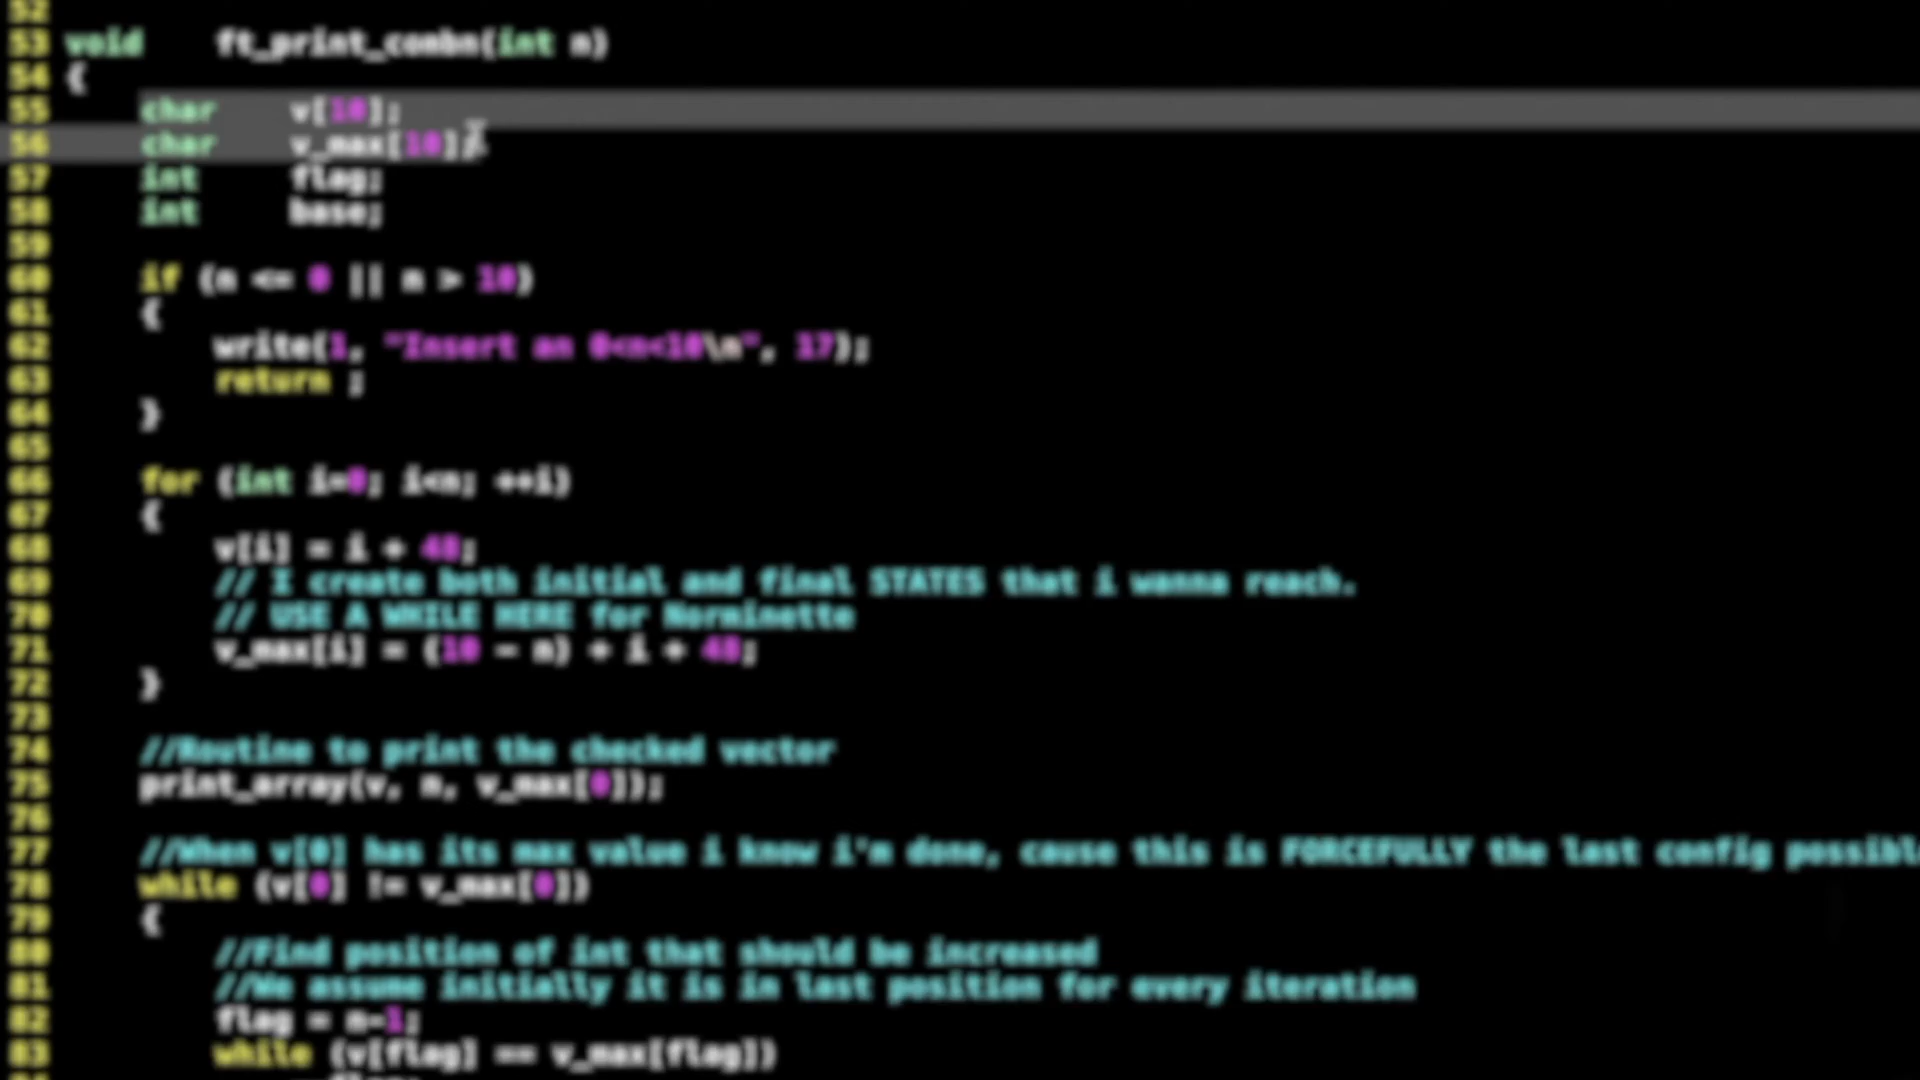 52
53 void ft_print_combn(int n)
54 {
55 char v[10];
56 char v_max[10];
57 int flag;
58 int base;
59
60 if (n <= 0 || n > 10)
61 {
62 write(1, "Insert an 0<n<10\n", 17);
63 return ;
64 }
65
66 for (int i=0; i<n; ++i)
67 {
68 v[i] = i + 48;
69 // I create both initial and final STATES that i wanna reach.
70 // USE A WHILE HERE for Norminette
71 v_max[i] = (10 - n) + i + 48;
72 }
73
74 //Routine to print the checked vector
75 print_array(v, n, v_max[0]);
76
77 //When v[0] has its max value i know i'm done, cause this is FORCEFULLY the last config possibl
78 while (v[0] != v_max[0])
79 {
80 //Find position of int that should be increased
81 //We assume initially it is in last position for every iteration
82 flag = n-1;
83 while (v[flag] == v_max[flag])